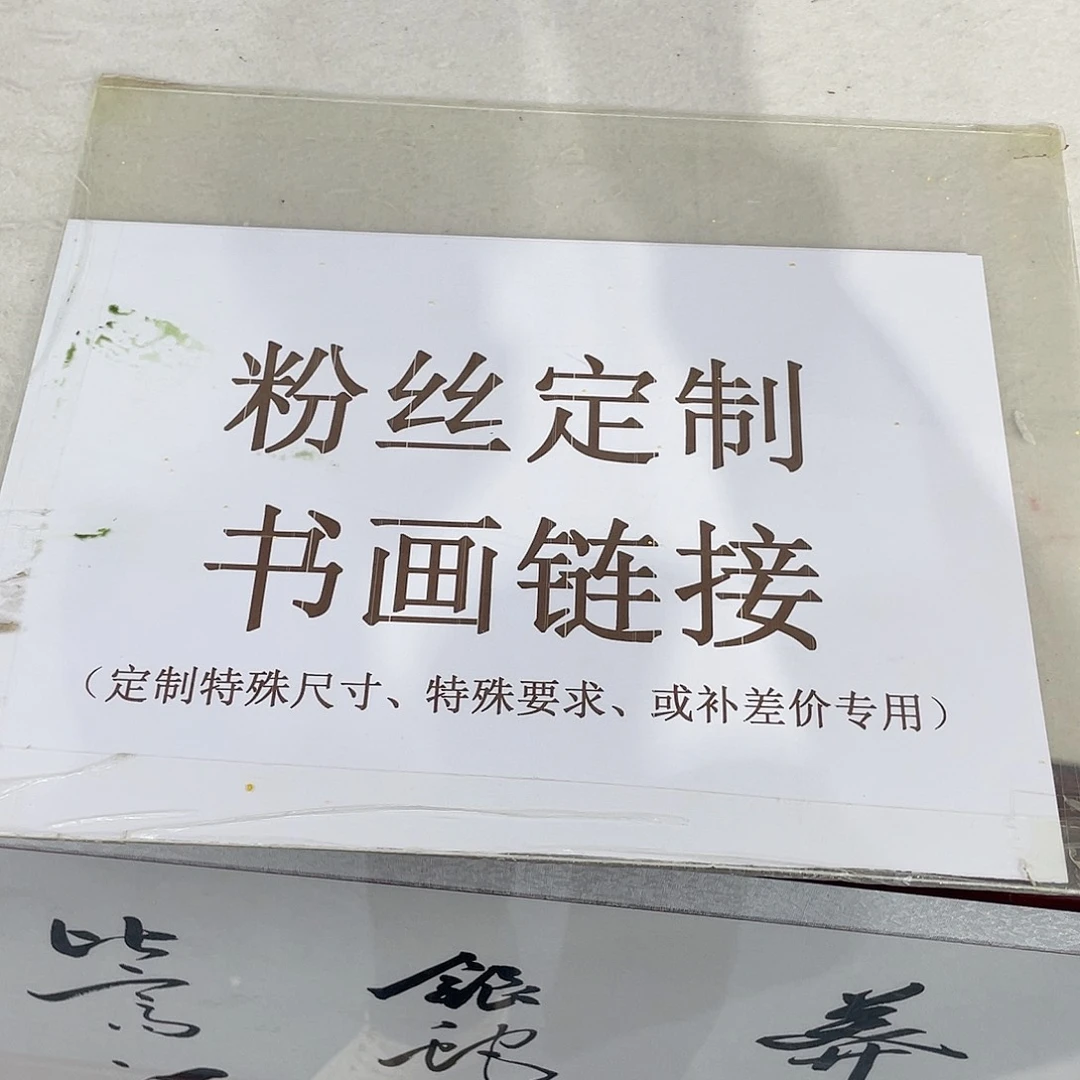 粉丝定制
书画链接
（定制特殊尺寸、特殊要求、或补差价专用）